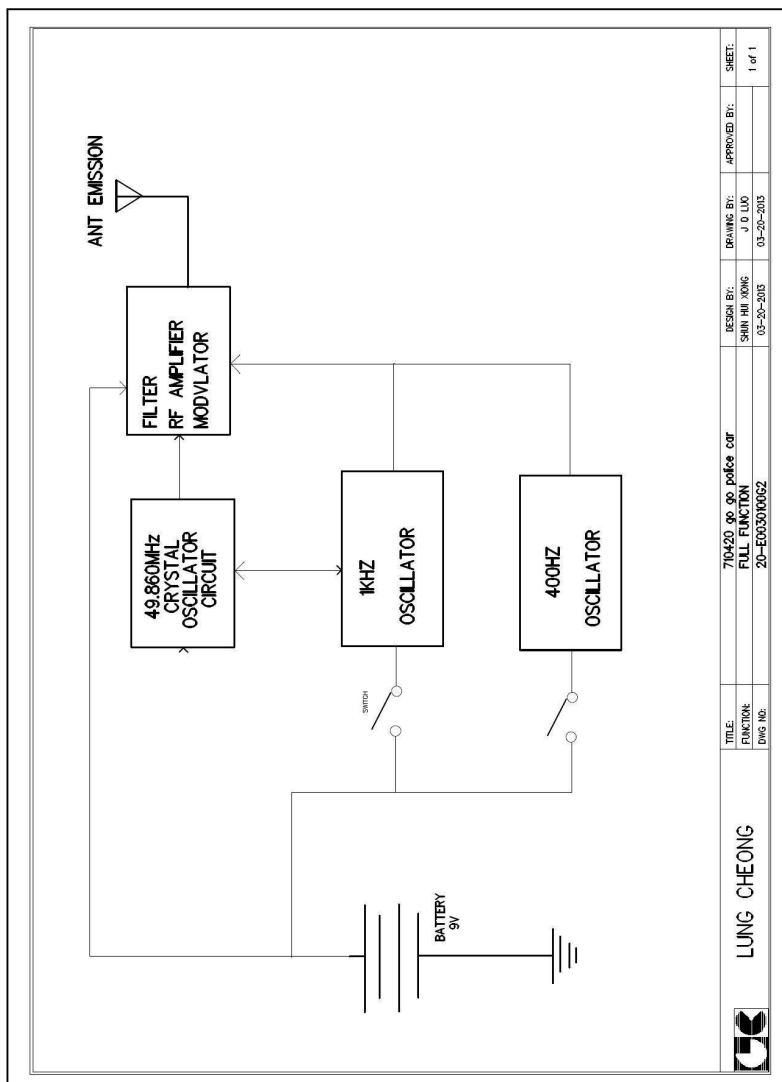 ANT EMISSION
FILTER
RF AMPLIFIER
MODVLATOR
49.860MHz
CRYSTAL
OSCILLATOR
CIRCUIT
1KHZ
OSCILLATOR
400HZ
OSCILLATOR
SWITCH
BATTERY
9V
LUNG CHEONG
TITLE: 710420 go go police car
FUNCTION: FULL FUNCTION
DWG NO: 20-E0030100G2
DESIGN BY:
SHUN HUI XIONG
03-20-2013
DRAWING BY:
J D LUO
03-20-2013
APPROVED BY:
SHEET:
1 of 1